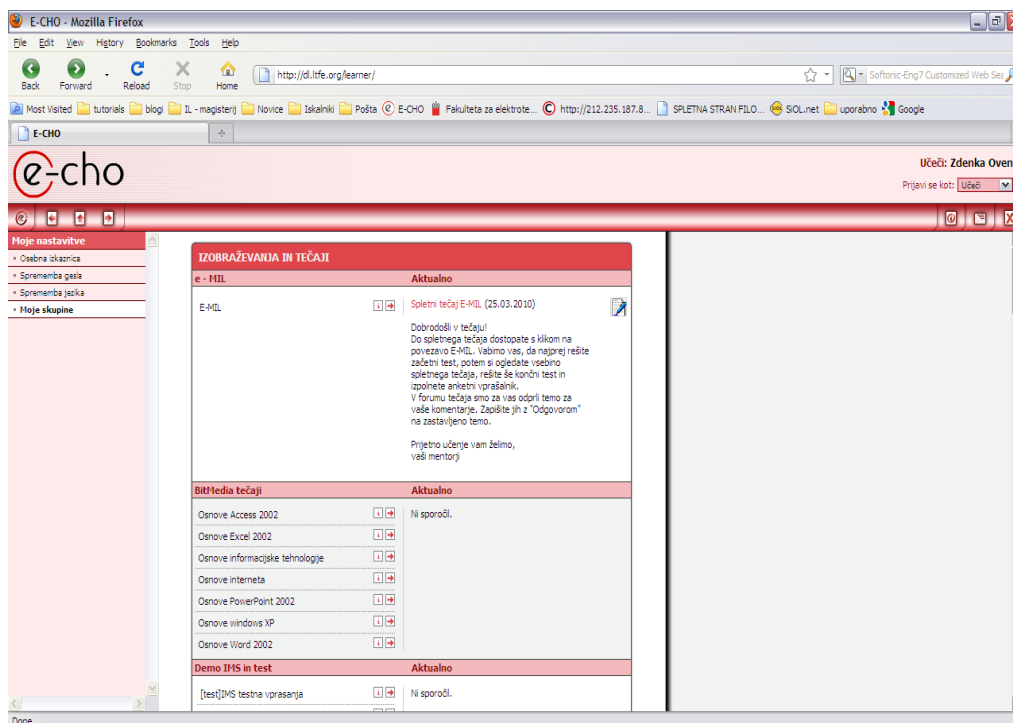 E-CHO - Mozilla Firefox
File Edit View History Bookmarks Tools Help
Back Forward Reload Stop Home http://dl.ltfe.org/learner/ Softonic-Eng7 Customized Web Sea
Most Visited tutorials blogi IL - magisterij Novice Iskalniki Pošta E-CHO Fakulteta za elektrote... http://212.235.187.8... SPLETNA STRAN FILO... SiOL.net uporabno Google
E-CHO
e-cho
Učeči: Zdenka Oven
Prijavi se kot: Učeči
Moje nastavitve
Osebna izkaznica
Sprememba gesla
Sprememba jezika
Moje skupine
IZOBRAŽEVANJA IN TEČAJI
e - MIL Aktualno
E-MIL
Spletni tečaj E-MIL (25.03.2010)
Dobrodošli v tečaju!
Do spletnega tečaja dostopate s klikom na
povezavo E-MIL. Vabimo vas, da najprej rešite
začetni test, potem si ogledate vsebino
spletnega tečaja, rešite še končni test in
izpolnete anketni vprašalnik.
V forumu tečaja smo za vas odprli temo za
vaše komentarje. Zapišite jih z "Odgovorom"
na zastavljeno temo.
Prijetno učenje vam želimo,
vaši mentorji
BitMedia tečaji Aktualno
Osnove Access 2002 Ni sporočil.
Osnove Excel 2002
Osnove informacijske tehnologije
Osnove interneta
Osnove PowerPoint 2002
Osnove windows XP
Osnove Word 2002
Demo IMS in test Aktualno
[test]IMS testna vprasanja Ni sporočil.
Done